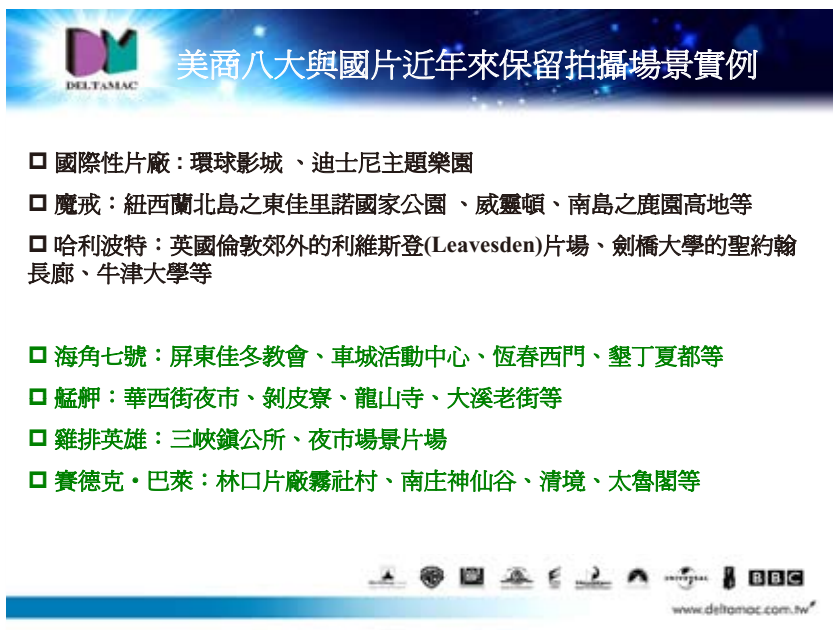 DELTAMAC
美商八大與國片近年來保留拍攝場景實例
國際性片廠：環球影城 、迪士尼主題樂園
魔戒：紐西蘭北島之東佳里諾國家公園 、威靈頓、南島之鹿園高地等
哈利波特：英國倫敦郊外的利維斯登(Leavesden)片場、劍橋大學的聖約翰
長廊、牛津大學等
海角七號：屏東佳冬教會、車城活動中心、恆春西門、墾丁夏都等
艋舺：華西街夜市、剝皮寮、龍山寺、大溪老街等
雞排英雄：三峽鎮公所、夜市場景片場
賽德克‧巴萊：林口片廠霧社村、南庄神仙谷、清境、太魯閣等
UNIVERSAL
BBC
www.deltamac.com.tw